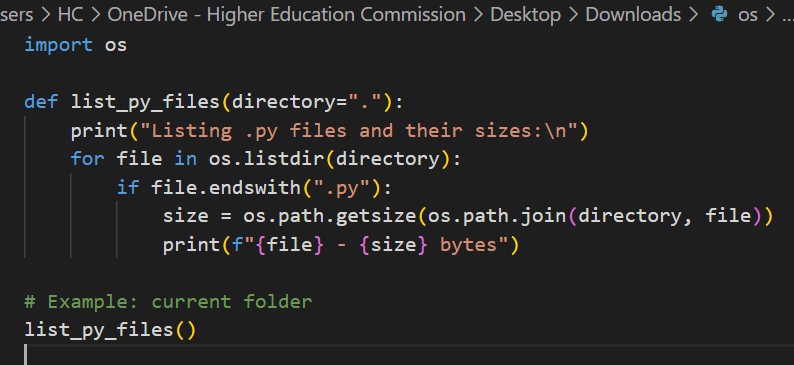 sers > HC > OneDrive - Higher Education Commission > Desktop > Downloads > os > ...
import os

def list_py_files(directory="."):
    print("Listing .py files and their sizes:\n")
    for file in os.listdir(directory):
        if file.endswith(".py"):
            size = os.path.getsize(os.path.join(directory, file))
            print(f"{file} - {size} bytes")

# Example: current folder
list_py_files()